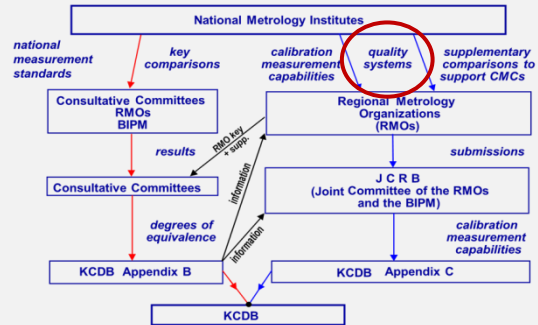 National Metrology Institutes
national
measurement
standards
key
comparisons
calibration
measurement
capabilities
quality
systems
supplementary
comparisons to
support CMCs
Consultative Committees
RMOs
BIPM
Regional Metrology
Organizations
(RMOs)
RMO key
+ supp.
results
information
submissions
Consultative Committees
J C R B
(Joint Committee of the RMOs
and the BIPM)
degrees of
equivalence
information
calibration
measurement
capabilities
KCDB Appendix B
KCDB Appendix C
KCDB